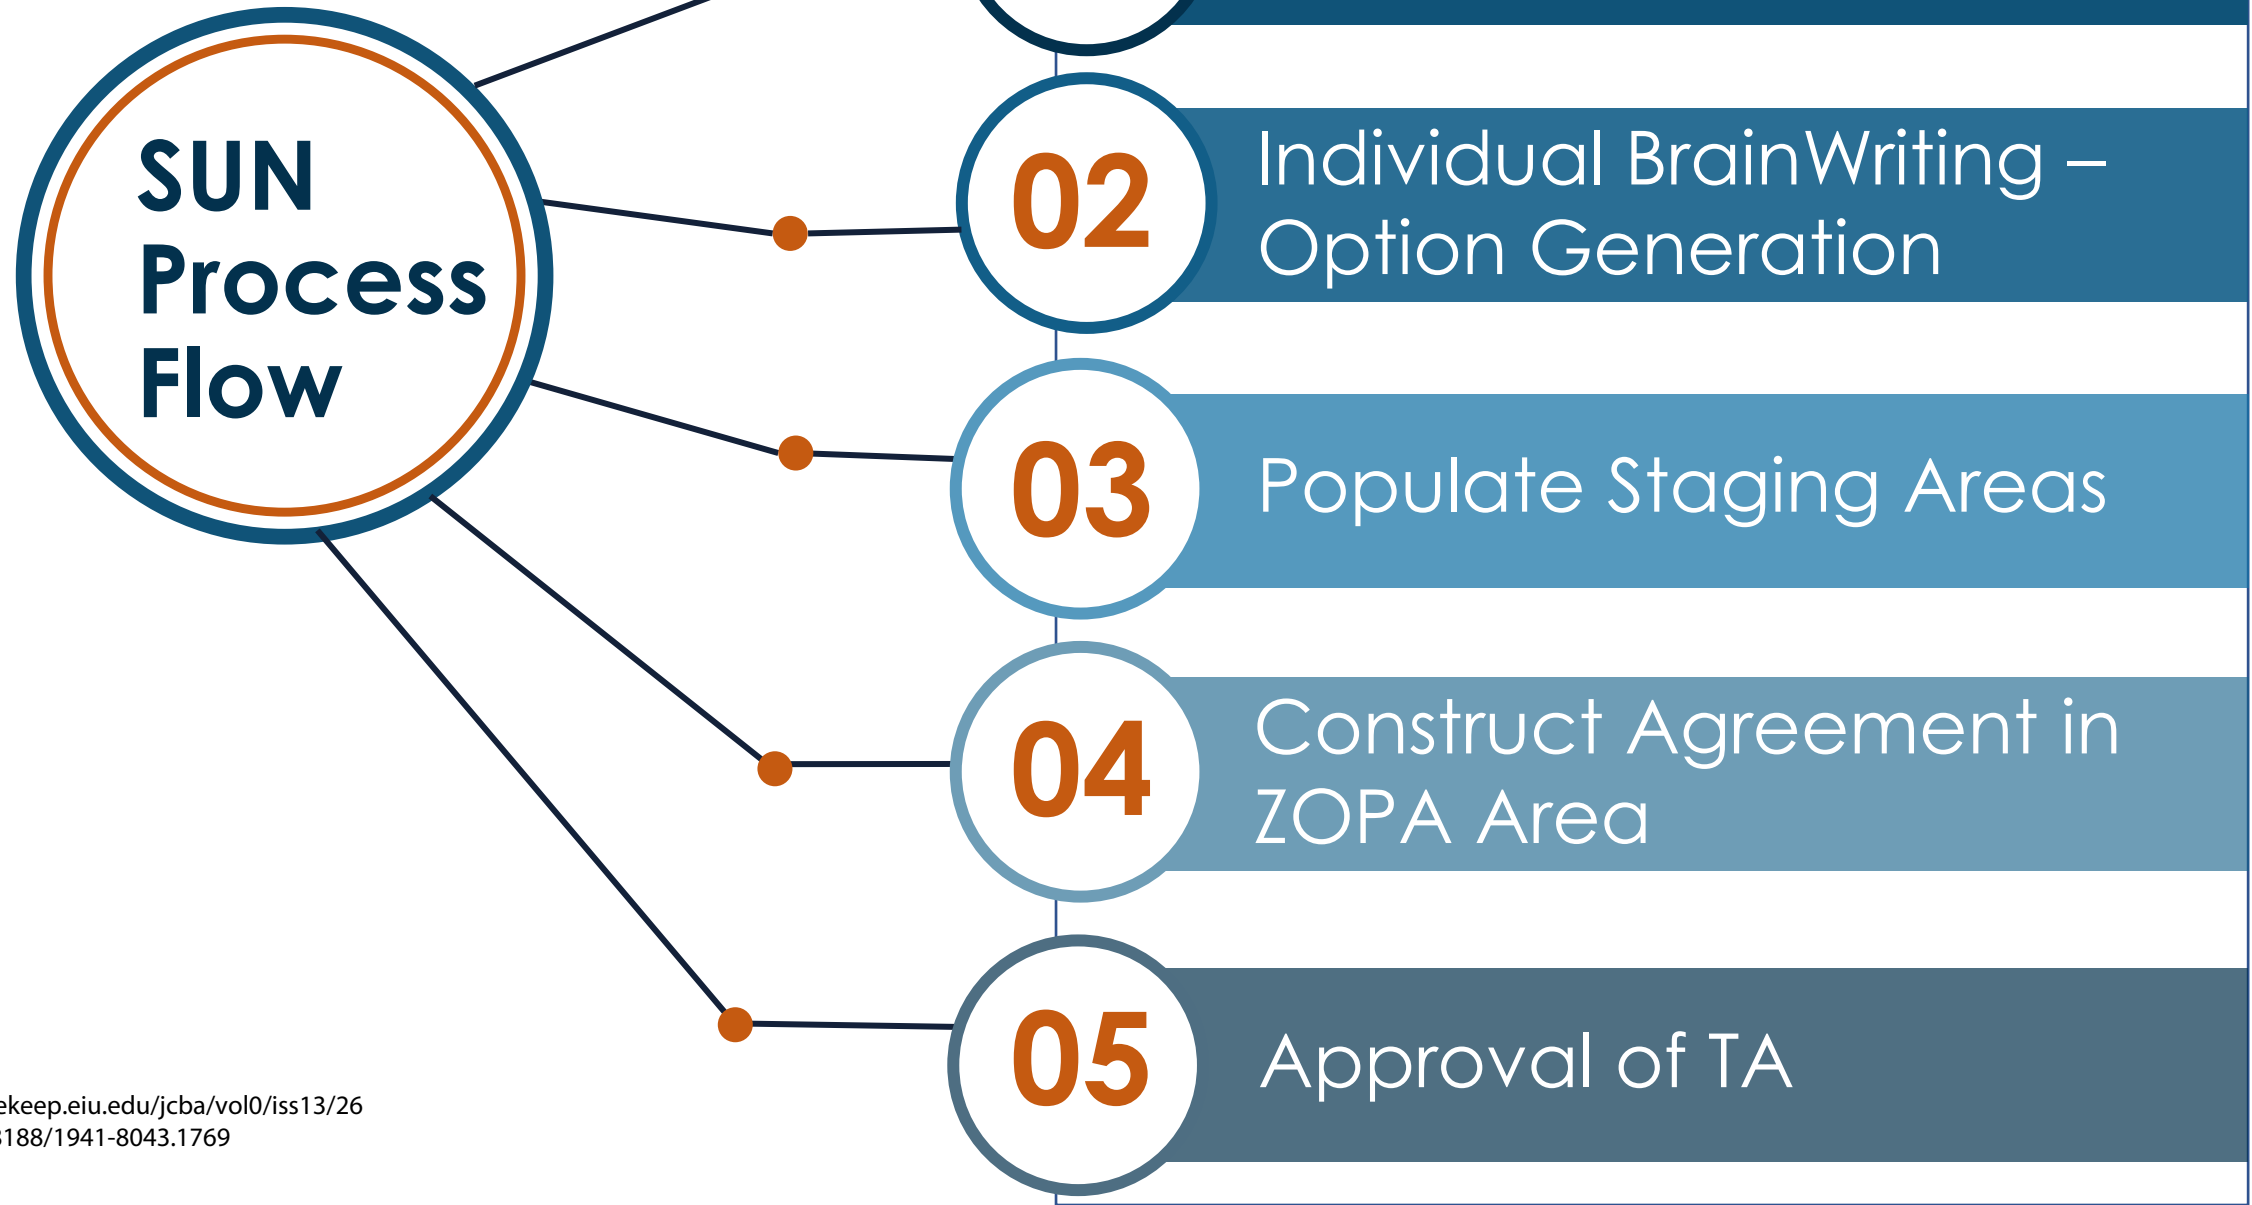 SUN
Process
Flow
02
Individual BrainWriting –
Option Generation
03
Populate Staging Areas
04
Construct Agreement in
ZOPA Area
05
Approval of TA
ekeep.eiu.edu/jcba/vol0/iss13/26
8188/1941-8043.1769